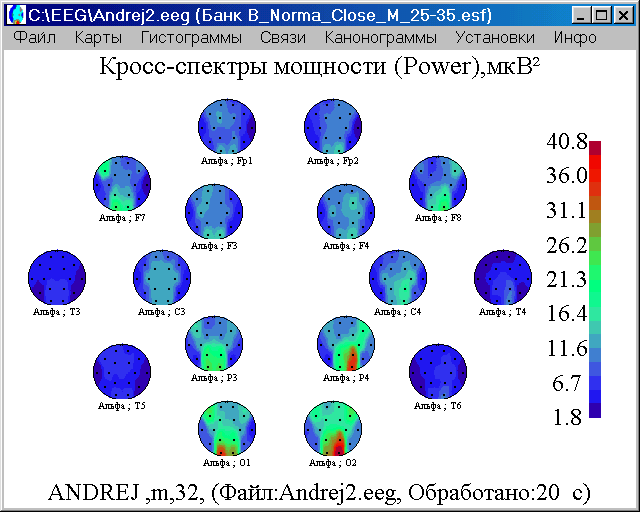 C:\EEG\Andrej2.eeg (Банк B_Norma_Close_M_25-35.esf)
Файл Карты Гистограммы Связи Канонограммы Установки Инфо
Кросс-спектры мощности (Power),мкВ²
Альфа ; Fp1 Альфа ; Fp2
Альфа ; F7 Альфа ; F8
Альфа ; F3 Альфа ; F4
Альфа ; T3 Альфа ; C3 Альфа ; C4 Альфа ; T4
Альфа ; P3 Альфа ; P4
Альфа ; T5 Альфа ; T6
Альфа ; O1 Альфа ; O2
40.8
36.0
31.1
26.2
21.3
16.4
11.6
6.7
1.8
ANDREJ ,m,32, (Файл:Andrej2.eeg, Обработано:20 с)